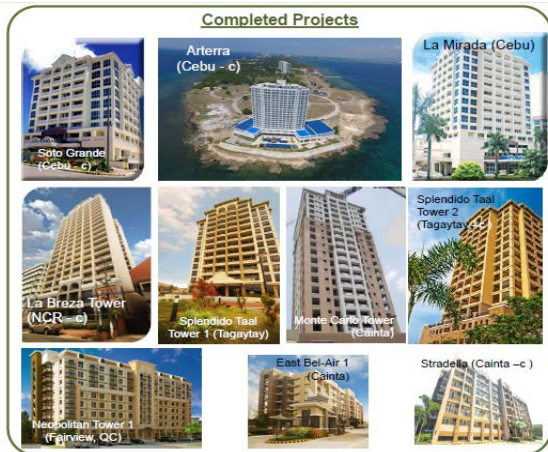 Completed Projects
Soto Grande
(Cebu - c)
Arterra
(Cebu - c)
La Mirada (Cebu)
La Breza Tower
(NCR - c)
Splendido Taal
Tower 1 (Tagaytay)
Monte Carlo Tower
(Cainta)
Splendido Taal
Tower 2
(Tagaytay)
Neopolitan Tower 1
(Fairview, QC)
East Bel-Air 1
(Cainta)
Stradella (Cainta –c )